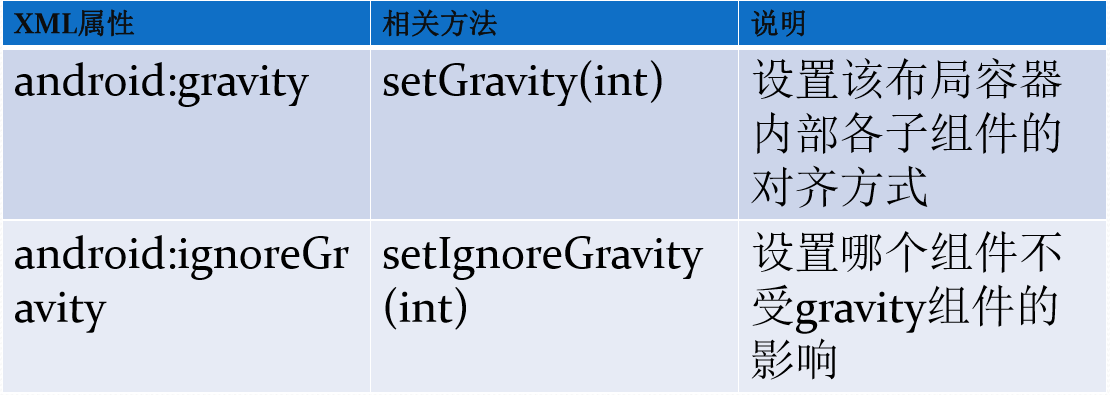 XML属性
相关方法
说明
android:gravity
setGravity(int)
设置该布局容器
内部各子组件的
对齐方式
android:ignoreGr
avity
setIgnoreGravity
(int)
设置哪个组件不
受gravity组件的
影响